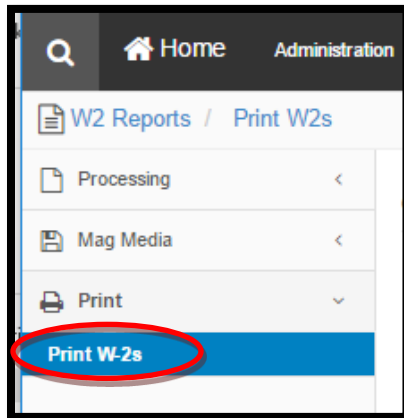 Home Administration
W2 Reports / Print W2s
Processing
Mag Media
Print
Print W-2s